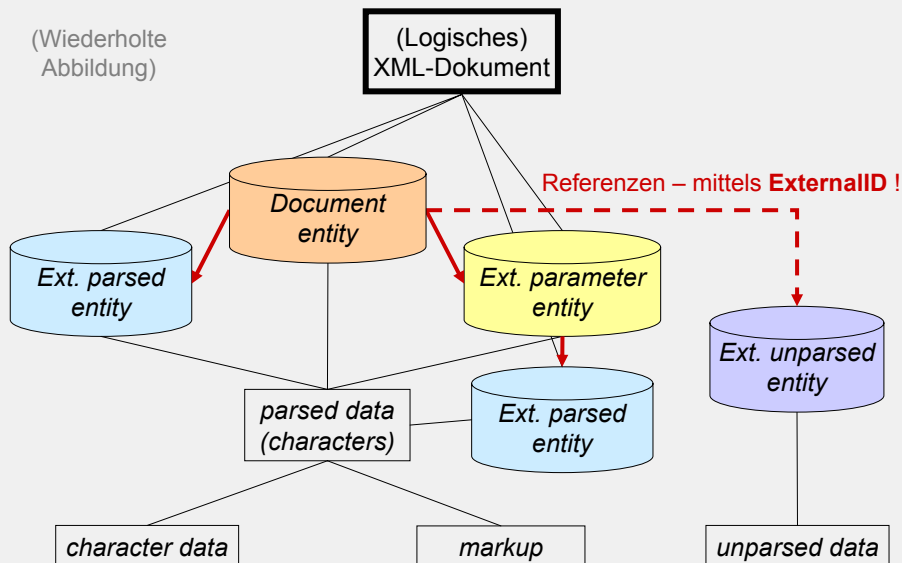 (Wiederholte
Abbildung)
(Logisches)
XML-Dokument
Referenzen – mittels ExternalID !
Document
entity
Ext. parsed
entity
Ext. parameter
entity
Ext. unparsed
entity
parsed data
(characters)
Ext. parsed
entity
character data
markup
unparsed data